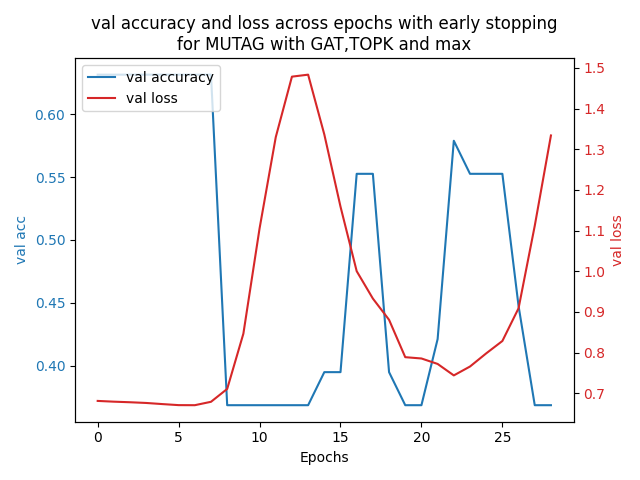 val accuracy and loss across epochs with early stopping
for MUTAG with GAT,TOPK and max
val accuracy
val loss
0.60
0.55
0.50
0.45
0.40
val acc
1.5
1.4
1.3
1.2
1.1
1.0
0.9
0.8
0.7
val loss
0 5 10 15 20 25
Epochs